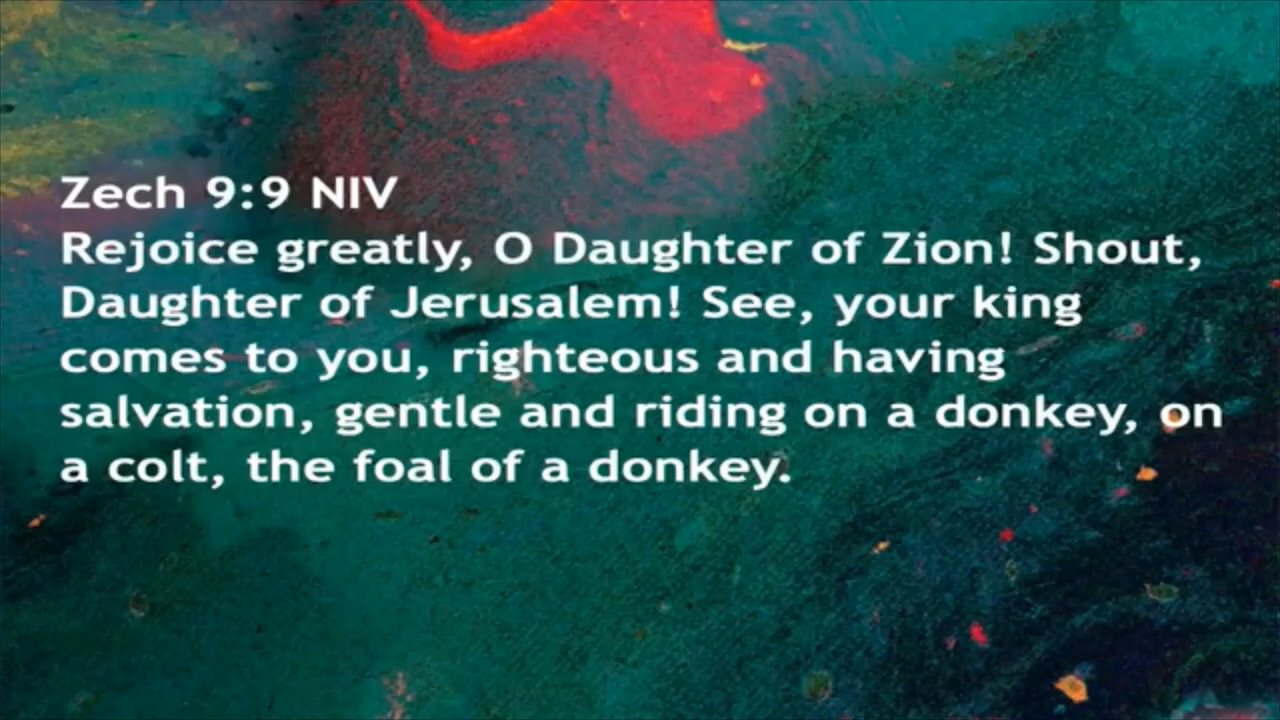 Zech 9:9 NIV
Rejoice greatly, O Daughter of Zion! Shout,
Daughter of Jerusalem! See, your king
comes to you, righteous and having
salvation, gentle and riding on a donkey, on
a colt, the foal of a donkey.